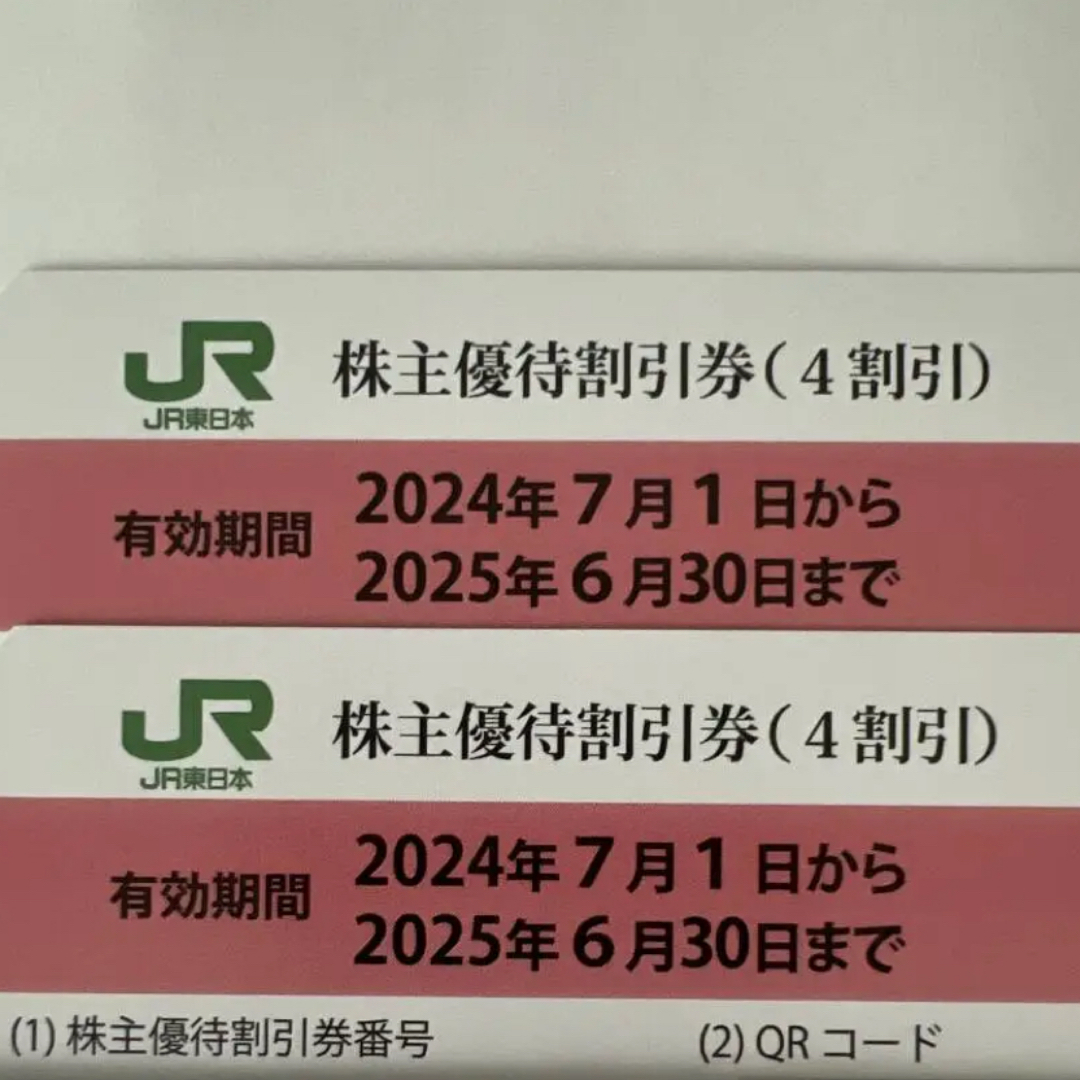 JR 株主優待割引券(4割引)
JR東日本
有効期間 2024年7月1日から
2025年6月30日まで
JR 株主優待割引券(4割引)
JR東日本
有効期間 2024年7月1日から
2025年6月30日まで
(1) 株主優待割引券番号 (2) QR コード